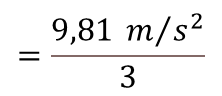 = 9,81 m/s²
3